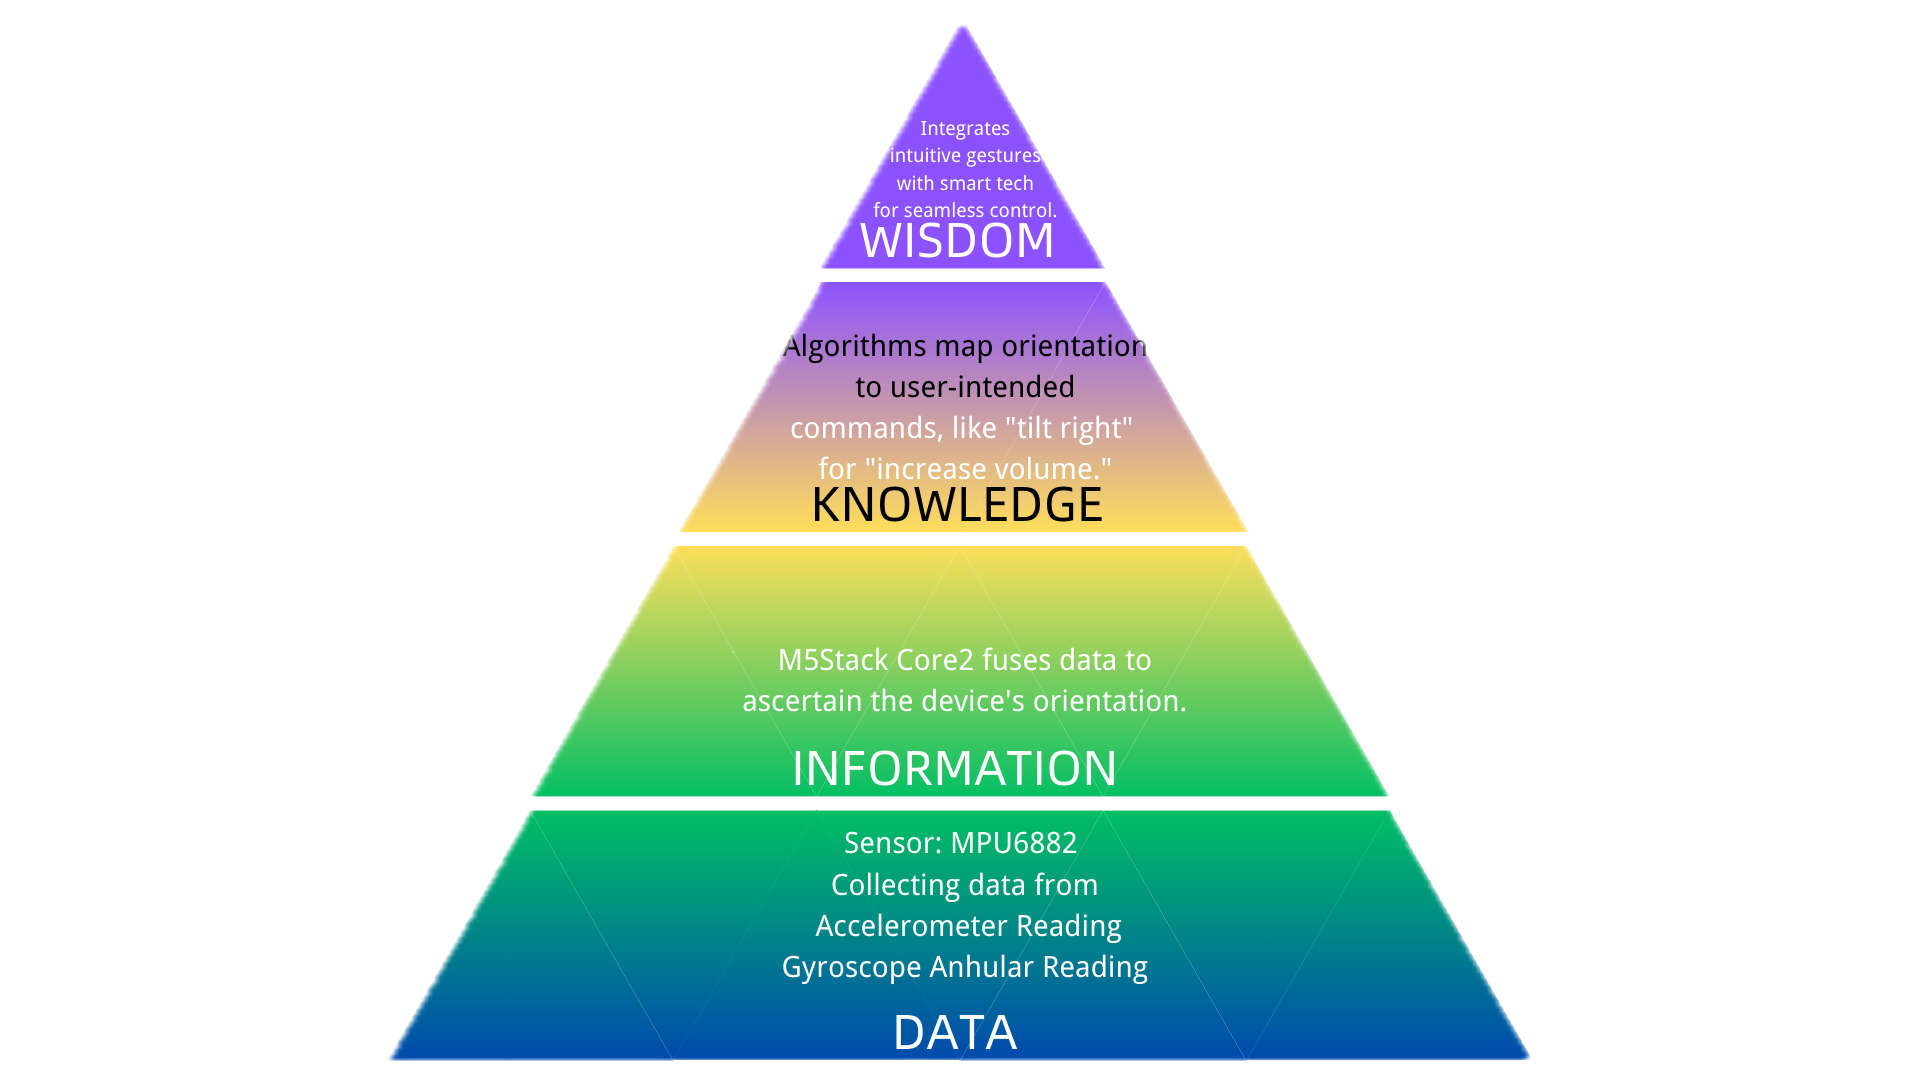 Integrates
intuitive gestures
with smart tech
for seamless control.
WISDOM
Algorithms map orientation
to user-intended
commands, like "tilt right"
for "increase volume."
KNOWLEDGE
M5Stack Core2 fuses data to
ascertain the device's orientation.
INFORMATION
Sensor: MPU6882
Collecting data from
Accelerometer Reading
Gyroscope Anhular Reading
DATA